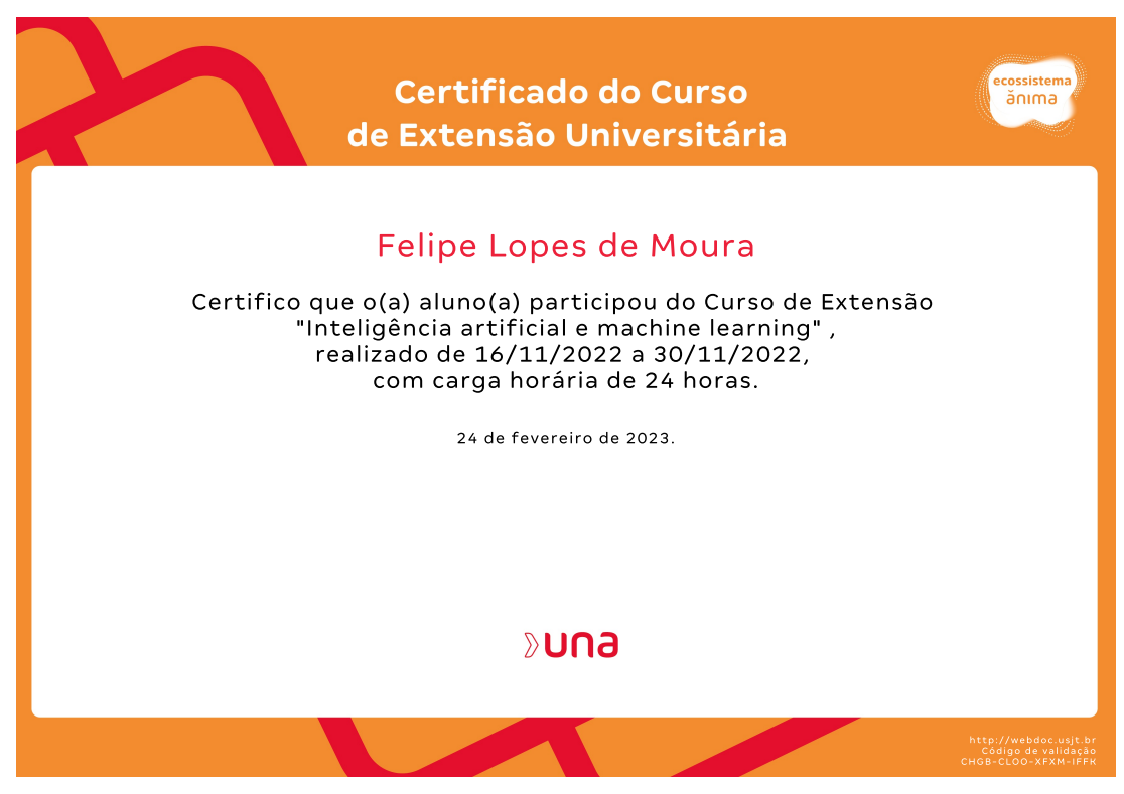 Certificado do Curso
de Extensão Universitária
ecossistema
ănima
Felipe Lopes de Moura
Certifico que o(a) aluno(a) participou do Curso de Extensão
"Inteligência artificial e machine learning" ,
realizado de 16/11/2022 a 30/11/2022,
com carga horária de 24 horas.
24 de fevereiro de 2023.
una
http://webdoc.usjt.br
Código de validação
CHGB-CLOO-XFXM-IFFK